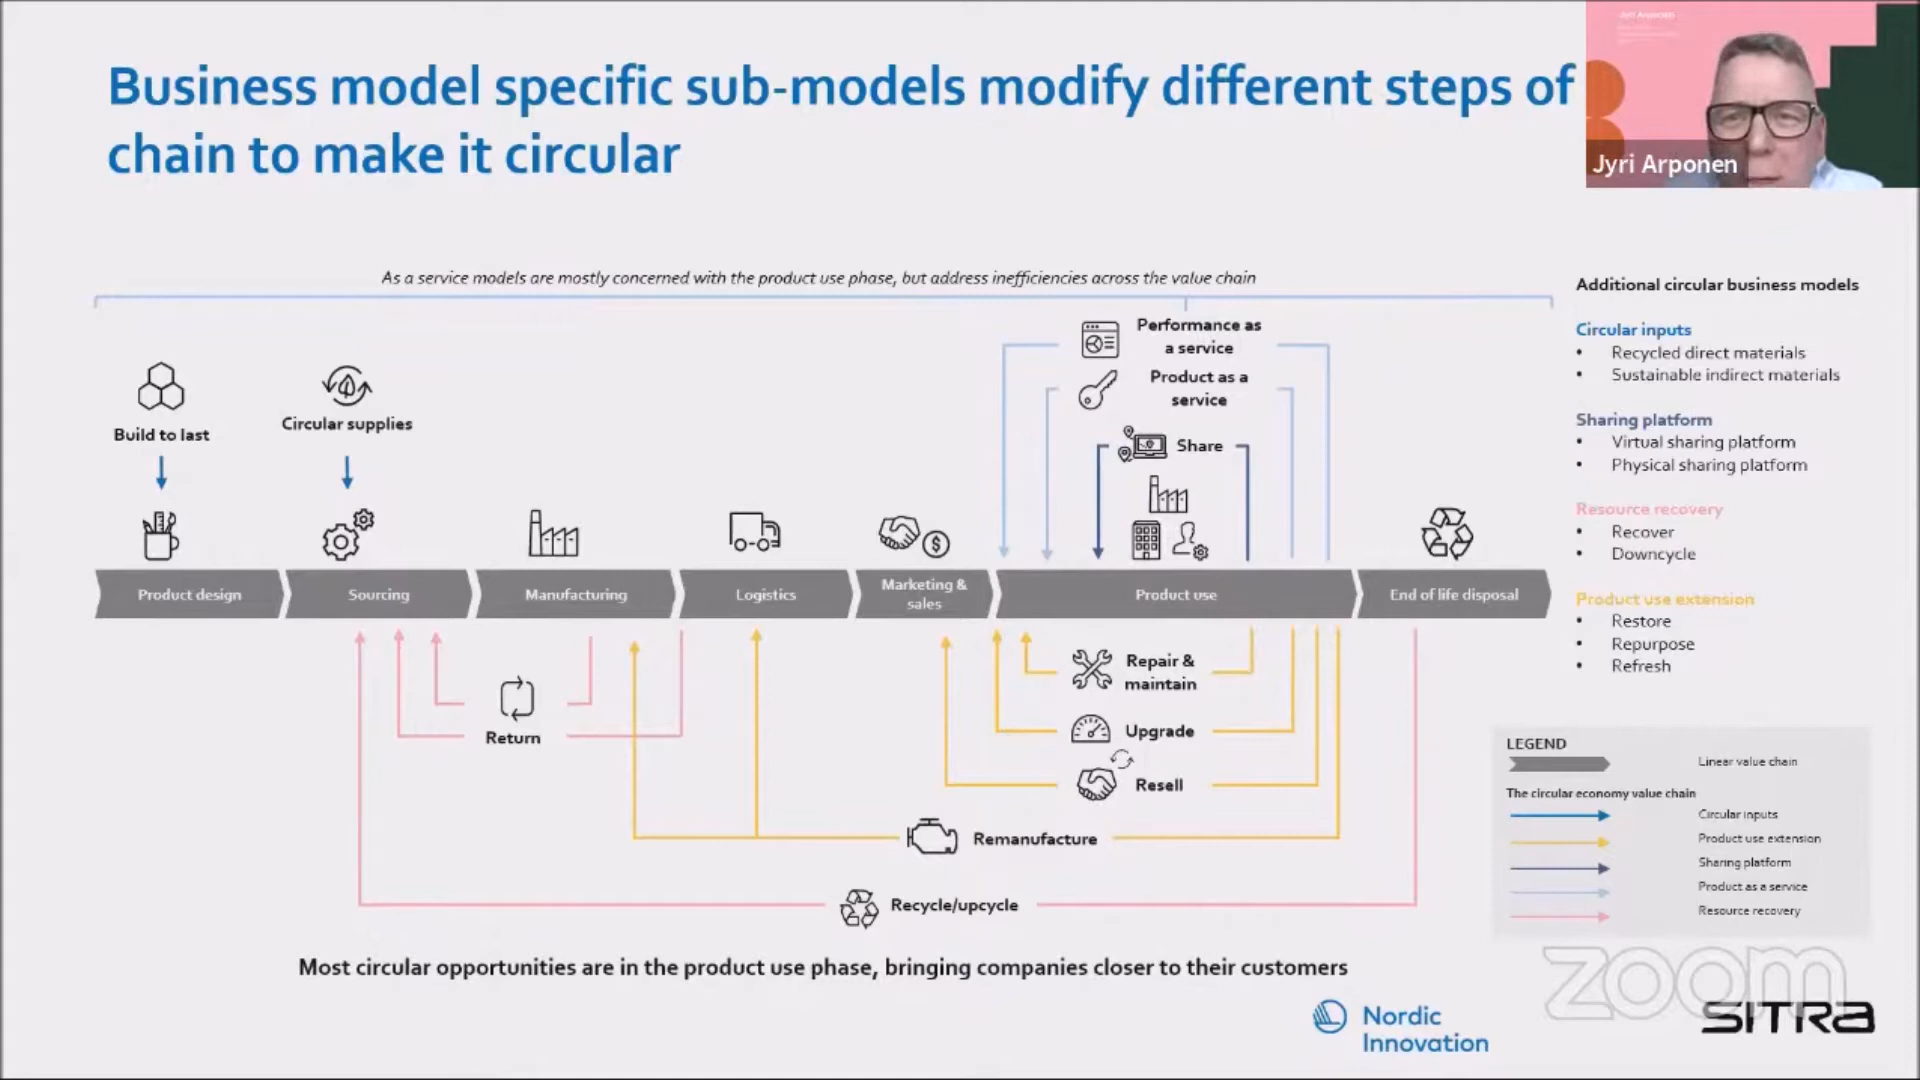 Business model specific sub-models modify different steps of
chain to make it circular
Jyri Arponen
As a service models are mostly concerned with the product use phase, but address inefficiencies across the value chain
Build to last
Circular supplies
Performance as
a service
Product as a
service
Share
Product design
Sourcing
Manufacturing
Logistics
Marketing &
sales
Product use
End of life disposal
Return
Repair &
maintain
Upgrade
Resell
Remanufacture
Recycle/upcycle
Most circular opportunities are in the product use phase, bringing companies closer to their customers
Additional circular business models
Circular inputs
• Recycled direct materials
• Sustainable indirect materials
Sharing platform
• Virtual sharing platform
• Physical sharing platform
Resource recovery
• Recover
• Downcycle
Product use extension
• Restore
• Repurpose
• Refresh
LEGEND
Linear value chain
The circular economy value chain
Circular inputs
Product use extension
Sharing platform
Product as a service
Resource recovery
zoom
Nordic
Innovation
SITRA